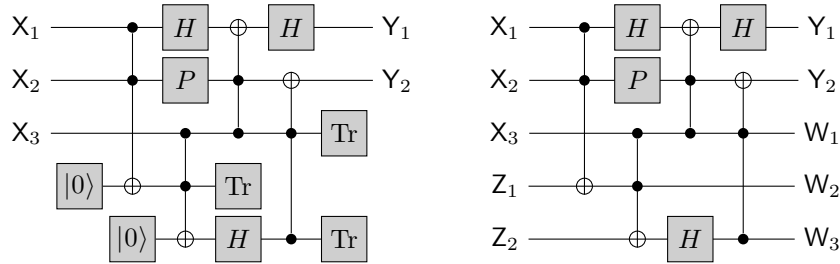 X₁ H H Y₁ X₁ H H Y₁
X₂ P Y₂ X₂ P Y₂
X₃ Tr X₃ W₁
|0⟩ Tr Z₁ W₂
|0⟩ H Tr Z₂ H W₃